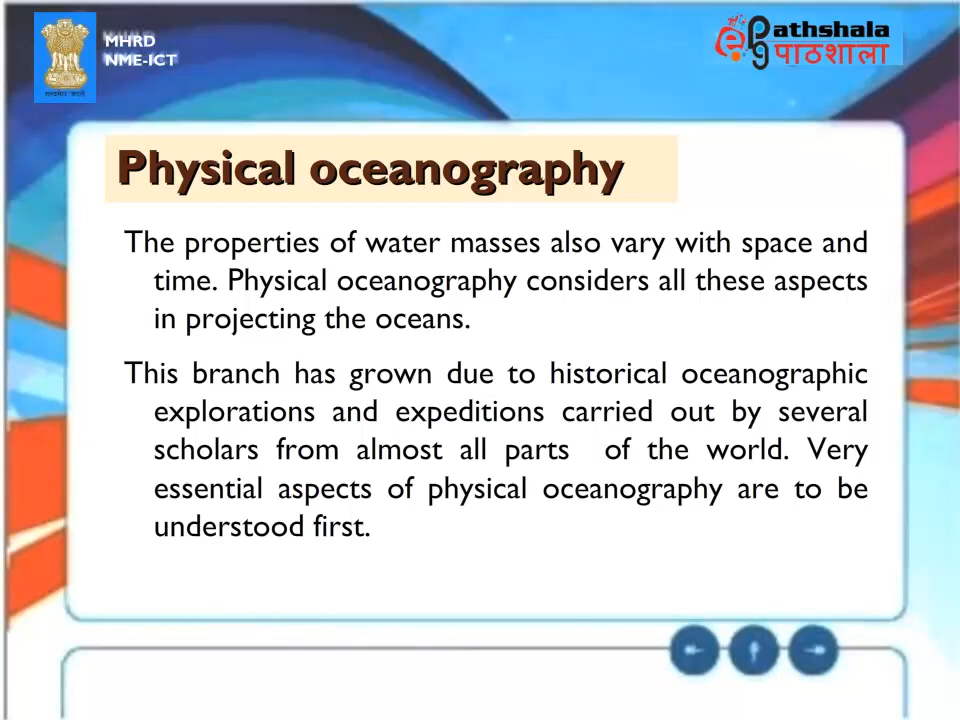 MHRD
NME-ICT
Pathshala
पाठशाला
Physical oceanography
The properties of water masses also vary with space and
time. Physical oceanography considers all these aspects
in projecting the oceans.
This branch has grown due to historical oceanographic
explorations and expeditions carried out by several
scholars from almost all parts of the world. Very
essential aspects of physical oceanography are to be
understood first.